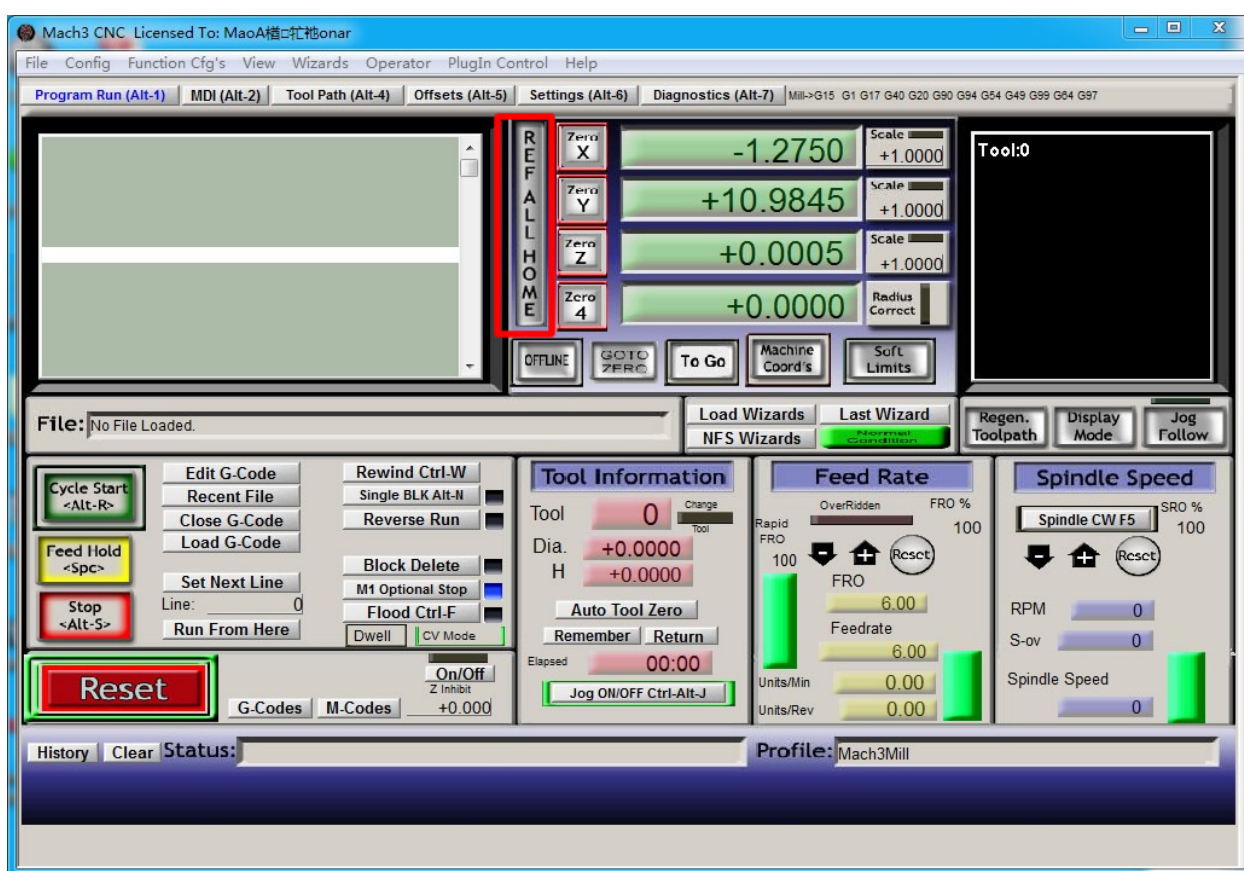 Mach3 CNC Licensed To: MaoA楿□牤祂onar
File Config Function Cfg's View Wizards Operator PlugIn Control Help
Program Run (Alt-1) MDI (Alt-2) Tool Path (Alt-4) Offsets (Alt-5) Settings (Alt-6) Diagnostics (Alt-7) Mill->G15 G1 G17 G40 G20 G90 G94 G54 G49 G99 G64 G97
REF ALL HOME
Zero X -1.2750 Scale +1.0000
Zero Y +10.9845 Scale +1.0000
Zero Z +0.0005 Scale +1.0000
Zero 4 +0.0000 Radius Correct
OFFLINE GOTO ZERO To Go Machine Coord's Soft Limits
Tool:0
File: No File Loaded.
Load Wizards Last Wizard
NFS Wizards Normal Condition
Regen. Toolpath Display Mode Jog Follow
Cycle Start <Alt-R>
Feed Hold <Spc>
Stop <Alt-S>
Edit G-Code
Recent File
Close G-Code
Load G-Code
Set Next Line
Line: 0
Run From Here
Rewind Ctrl-W
Single BLK Alt-N
Reverse Run
Block Delete
M1 Optional Stop
Flood Ctrl-F
Dwell CV Mode
Reset
G-Codes M-Codes
On/Off
Z Inhibit
+0.000
Tool Information
Tool 0 Change Tool
Dia. +0.0000
H +0.0000
Auto Tool Zero
Remember Return
Elapsed 00:00
Jog ON/OFF Ctrl-Alt-J
Feed Rate
OverRidden FRO %
100
Rapid FRO
100
Reset
FRO
6.00
Feedrate
6.00
Units/Min 0.00
Units/Rev 0.00
Spindle Speed
Spindle CW F5 SRO %
100
Reset
RPM 0
S-ov 0
Spindle Speed
0
History Clear Status: Profile: Mach3Mill